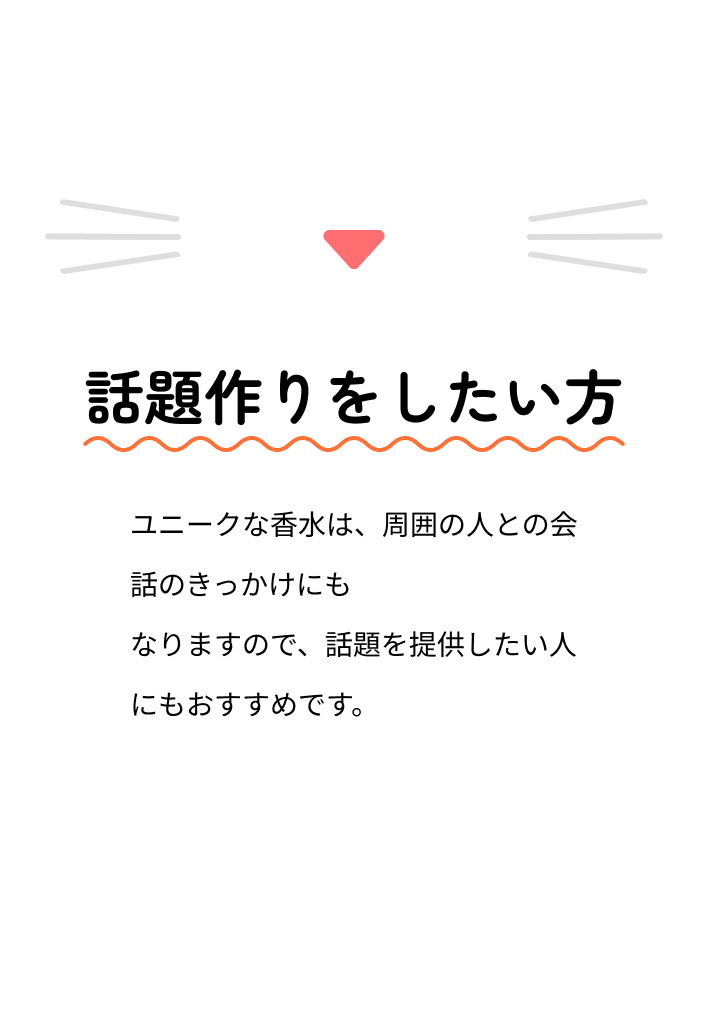 話題作りをしたい方
ユニークな香水は、周囲の人との会
話のきっかけにも
なりますので、話題を提供したい人
にもおすすめです。